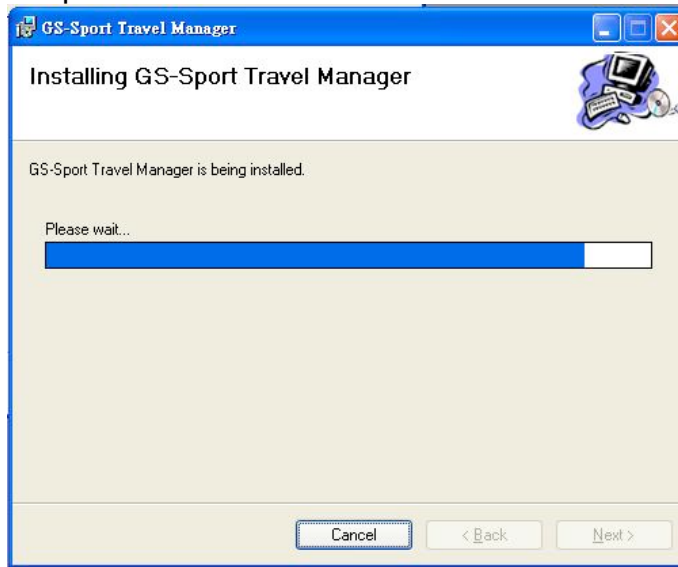 GS-Sport Travel Manager
Installing GS-Sport Travel Manager
GS-Sport Travel Manager is being installed.
Please wait...
Cancel
< Back
Next >